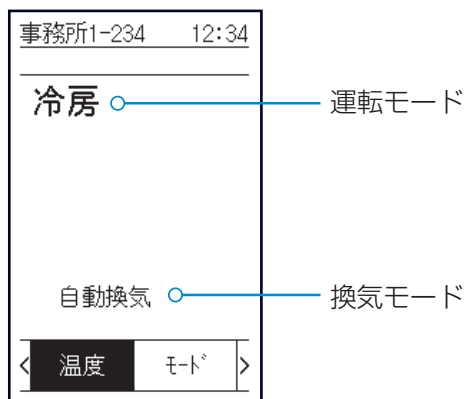 事務所1-234 12:34
冷房 運転モード
自動換気 換気モード
< 温度 ﾓｰﾄﾞ >